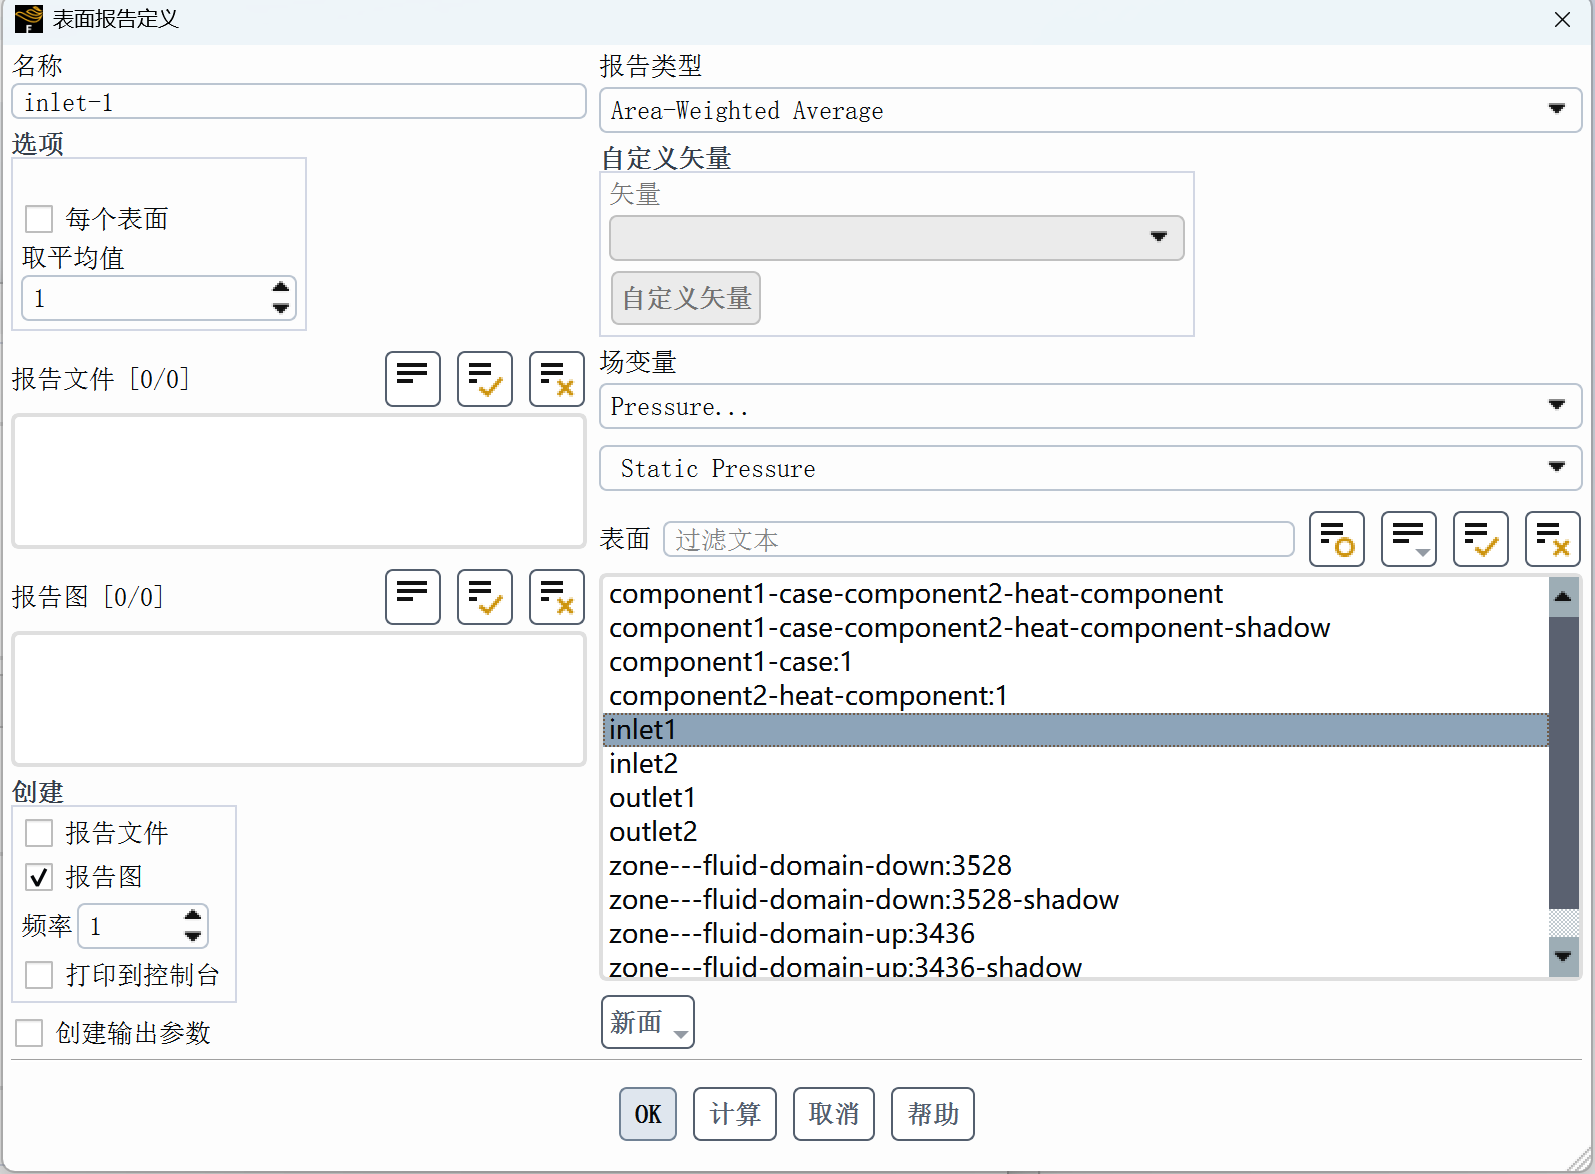 表面报告定义
名称
inlet-1
选项
每个表面
取平均值
1
报告文件 [0/0]
报告图 [0/0]
创建
报告文件
报告图
频率 1
打印到控制台
创建输出参数
报告类型
Area-Weighted Average
自定义矢量
矢量
自定义矢量
场变量
Pressure...
Static Pressure
表面 过滤文本
component1-case-component2-heat-component
component1-case-component2-heat-component-shadow
component1-case:1
component2-heat-component:1
inlet1
inlet2
outlet1
outlet2
zone---fluid-domain-down:3528
zone---fluid-domain-down:3528-shadow
zone---fluid-domain-up:3436
zone---fluid-domain-up:3436-shadow
新面
OK 计算 取消 帮助